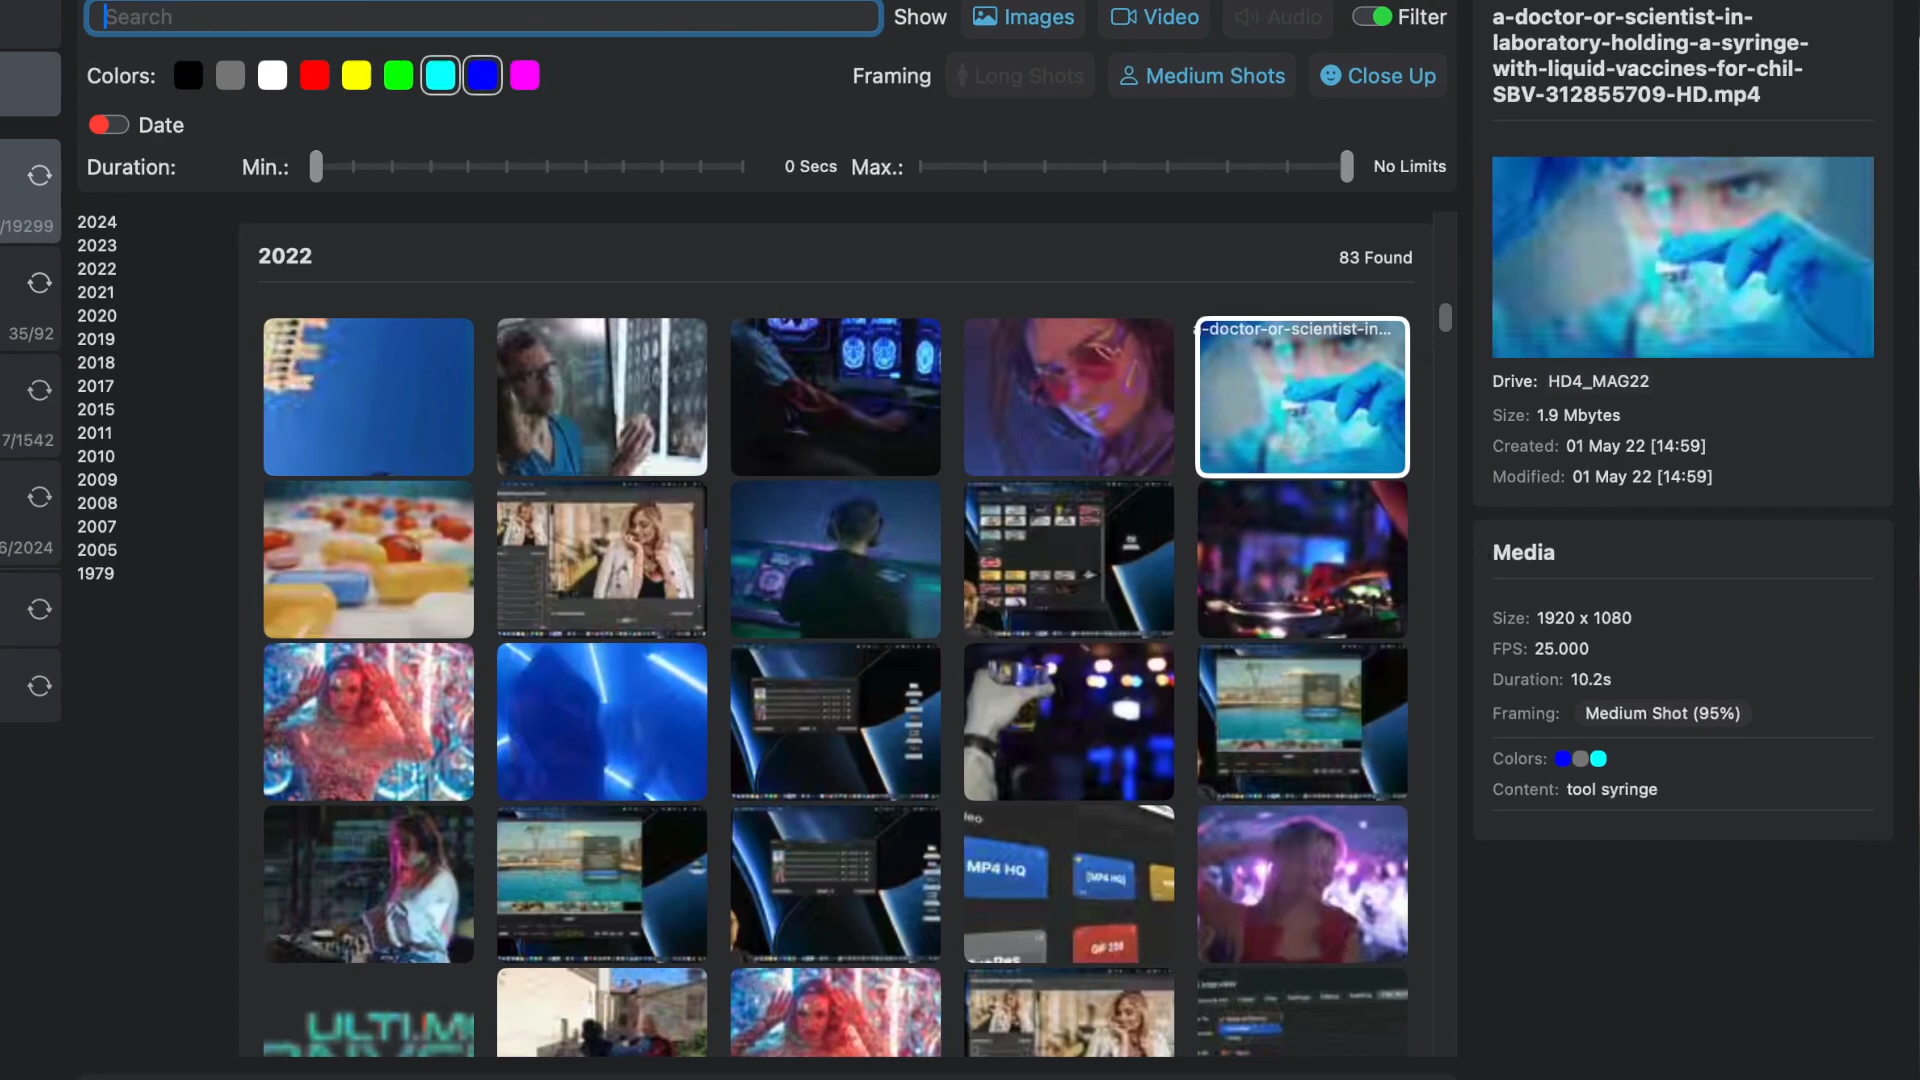 Search
Show
Images
Video
Audio
Filter
Colors:
Framing
Long Shots
Medium Shots
Close Up
Date
Duration:
Min.:
0 Secs
Max.:
No Limits
/19299
35/92
7/1542
6/2024
2024
2023
2022
2021
2020
2019
2018
2017
2015
2011
2010
2009
2008
2007
2005
1979
2022
83 Found
-doctor-or-scientist-in...
MP4 HQ
[MP4 HQ]
a-doctor-or-scientist-in-
laboratory-holding-a-syringe-
with-liquid-vaccines-for-chil-
SBV-312855709-HD.mp4
Drive: HD4_MAG22
Size: 1.9 Mbytes
Created: 01 May 22 [14:59]
Modified: 01 May 22 [14:59]
Media
Size: 1920 x 1080
FPS: 25.000
Duration: 10.2s
Framing: Medium Shot (95%)
Colors:
Content: tool syringe